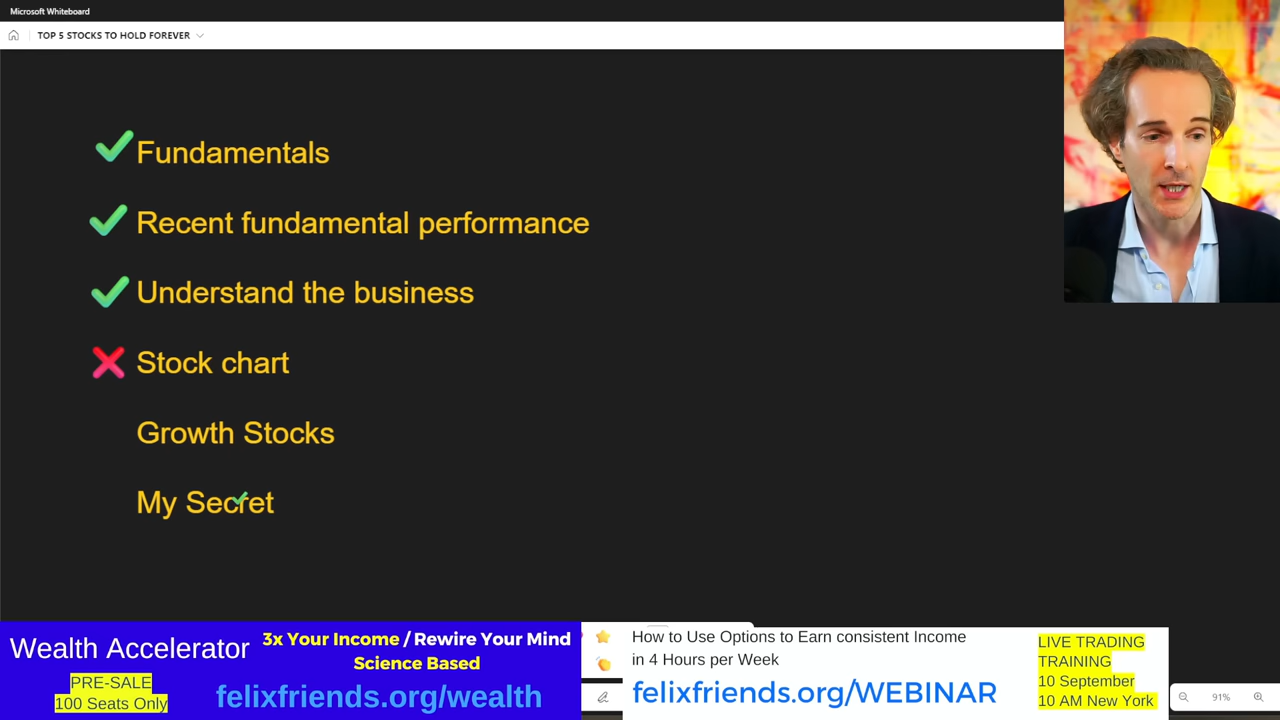 Microsoft Whiteboard
TOP 5 STOCKS TO HOLD FOREVER
Fundamentals
Recent fundamental performance
Understand the business
Stock chart
Growth Stocks
My Secret
Wealth Accelerator
PRE-SALE
100 Seats Only
3x Your Income / Rewire Your Mind
Science Based
felixfriends.org/wealth
How to Use Options to Earn consistent Income
in 4 Hours per Week
felixfriends.org/WEBINAR
LIVE TRADING
TRAINING
10 September
10 AM New York
91%